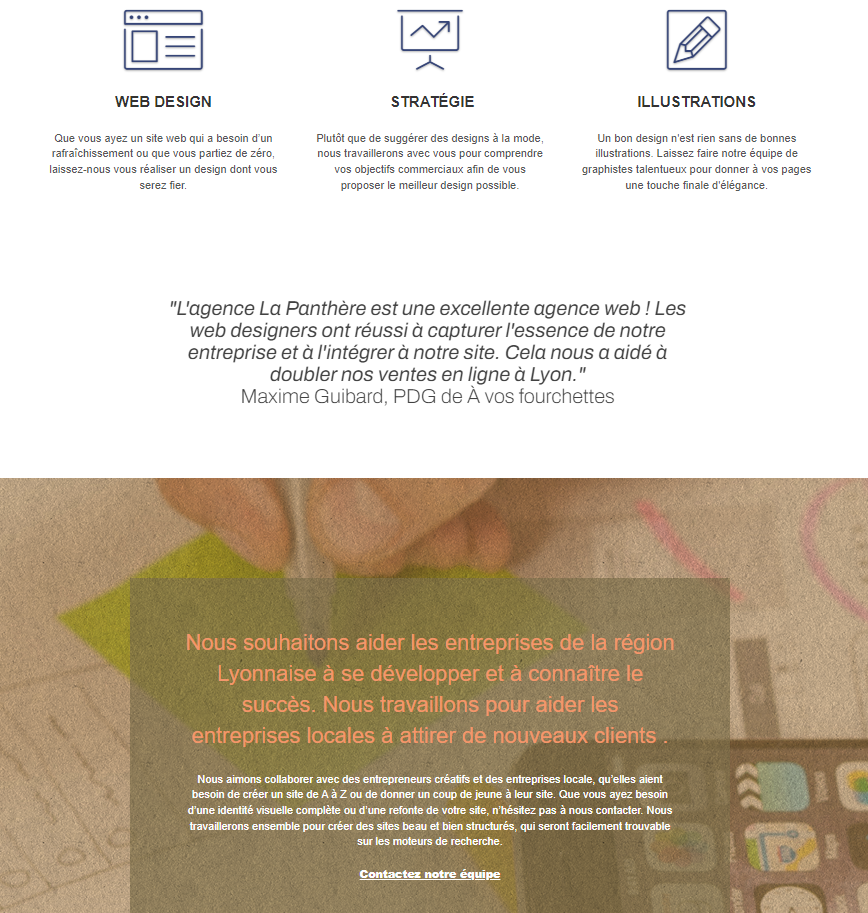 WEB DESIGN
Que vous ayez un site web qui a besoin d'un
rafraîchissement ou que vous partiez de zéro,
laissez-nous vous réaliser un design dont vous
serez fier.
STRATÉGIE
Plutôt que de suggérer des designs à la mode,
nous travaillerons avec vous pour comprendre
vos objectifs commerciaux afin de vous
proposer le meilleur design possible.
ILLUSTRATIONS
Un bon design n'est rien sans de bonnes
illustrations. Laissez faire notre équipe de
graphistes talentueux pour donner à vos pages
une touche finale d'élégance.
"L'agence La Panthère est une excellente agence web ! Les
web designers ont réussi à capturer l'essence de notre
entreprise et à l'intégrer à notre site. Cela nous a aidé à
doubler nos ventes en ligne à Lyon."
Maxime Guibard, PDG de À vos fourchettes
Nous souhaitons aider les entreprises de la région
Lyonnaise à se développer et à connaître le
succès. Nous travaillons pour aider les
entreprises locales à attirer de nouveaux clients .
Nous aimons collaborer avec des entrepreneurs créatifs et des entreprises locale, qu'elles aient
besoin de créer un site de A à Z ou de donner un coup de jeune à leur site. Que vous ayez besoin
d'une identité visuelle complète ou d'une refonte de votre site, n'hésitez pas à nous contacter. Nous
travaillerons ensemble pour créer des sites beau et bien structurés, qui seront facilement trouvable
sur les moteurs de recherche.
Contactez notre équipe